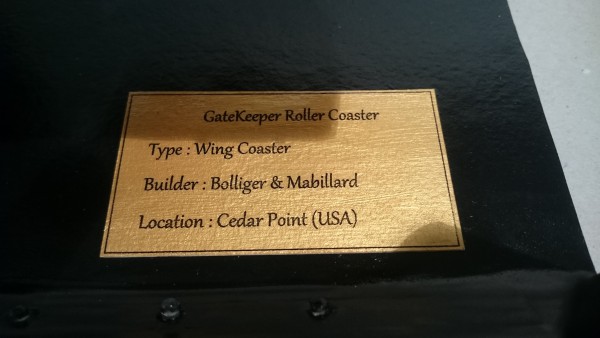 GateKeeper Roller Coaster
Type : Wing Coaster
Builder : Bolliger & Mabillard
Location : Cedar Point (USA)